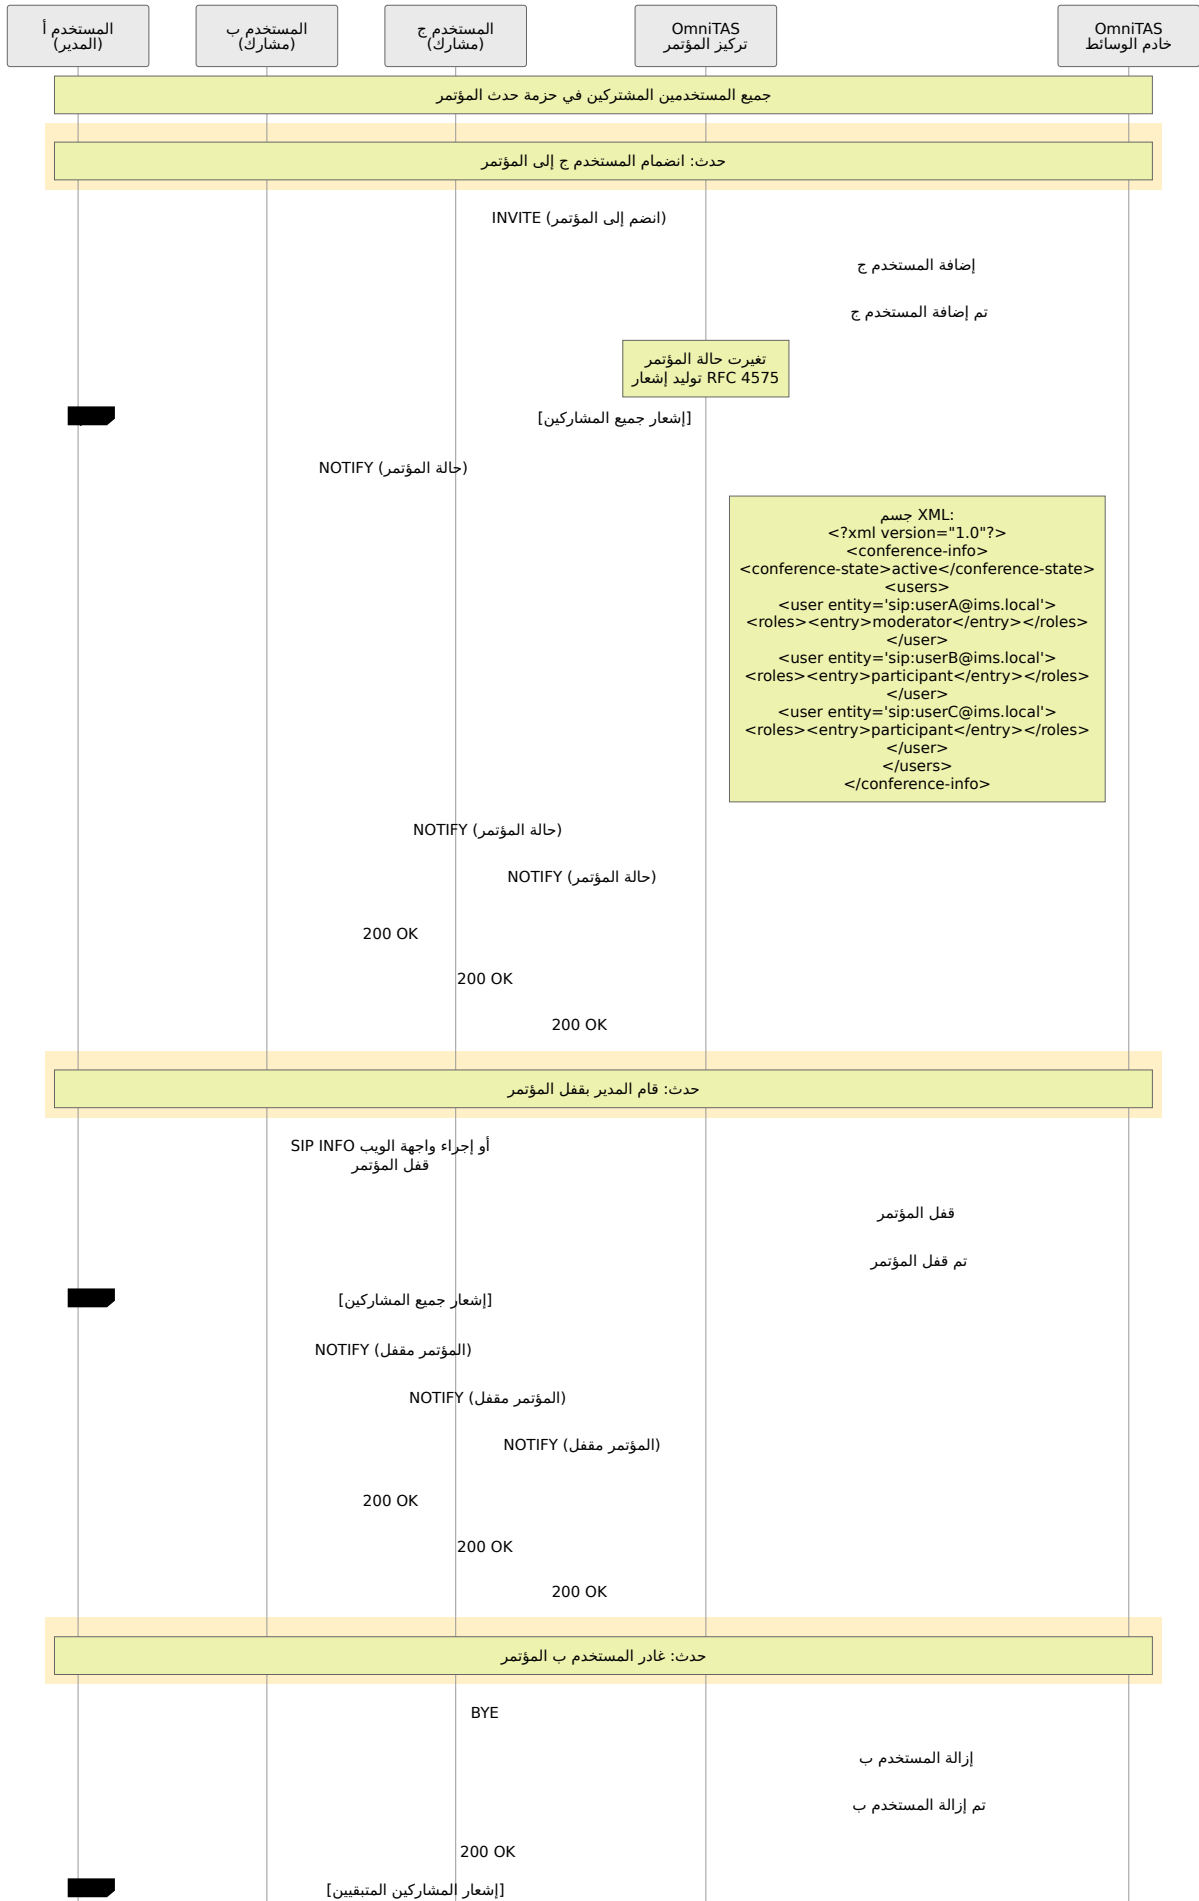 المستخدم أ
(المدير)
المستخدم ب
(مشارك)
المستخدم ج
(مشارك)
OmniTAS
تركيز المؤتمر
OmniTAS
خادم الوسائط
جميع المستخدمين المشتركين في حزمة حدث المؤتمر
حدث: انضمام المستخدم ج إلى المؤتمر
INVITE (انضم إلى المؤتمر)
إضافة المستخدم ج
تم إضافة المستخدم ج
تغيرت حالة المؤتمر
توليد إشعار RFC 4575
[إشعار جميع المشاركين]
NOTIFY (حالة المؤتمر)
جسم XML:
<?xml version="1.0"?>
<conference-info>
<conference-state>active</conference-state>
<users>
<user entity='sip:userA@ims.local'>
<roles><entry>moderator</entry></roles>
</user>
<user entity='sip:userB@ims.local'>
<roles><entry>participant</entry></roles>
</user>
<user entity='sip:userC@ims.local'>
<roles><entry>participant</entry></roles>
</user>
</users>
</conference-info>
NOTIFY (حالة المؤتمر)
NOTIFY (حالة المؤتمر)
200 OK
200 OK
200 OK
حدث: قام المدير بقفل المؤتمر
SIP INFO أو إجراء واجهة الويب
قفل المؤتمر
قفل المؤتمر
تم قفل المؤتمر
[إشعار جميع المشاركين]
NOTIFY (المؤتمر مقفل)
NOTIFY (المؤتمر مقفل)
NOTIFY (المؤتمر مقفل)
200 OK
200 OK
200 OK
حدث: غادر المستخدم ب المؤتمر
BYE
إزالة المستخدم ب
تم إزالة المستخدم ب
200 OK
[إشعار المشاركين المتبقيين]